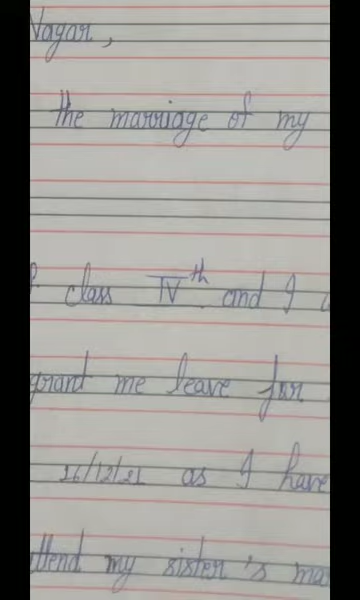 Nagar,
the marriage of my
class IVth and I
grant me leave for
26/12/21 as I have
attend my sister's